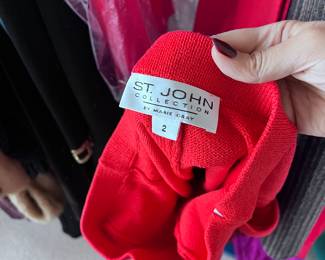 ST. JOHN
COLLECTION
BY MARIE GRAY
2